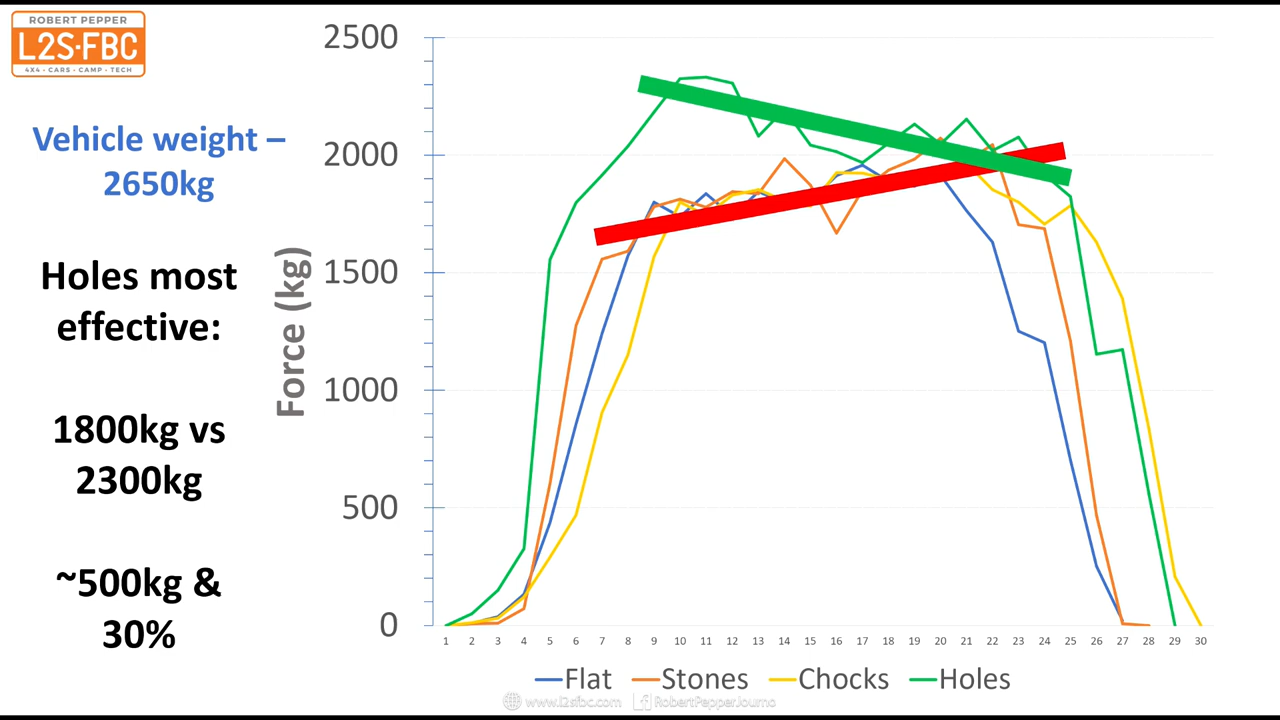 ROBERT PEPPER
L2S·FBC
4X4 · CARS · CAMP · TECH
Vehicle weight –
2650kg
Holes most
effective:
1800kg vs
2300kg
~500kg &
30%
Force (kg)
2500
2000
1500
1000
500
0
1 2 3 4 5 6 7 8 9 10 11 12 13 14 15 16 17 18 19 20 21 22 23 24 25 26 27 28 29 30
Flat Stones Chocks Holes
www.l2sfbc.com RobertPepperJourno